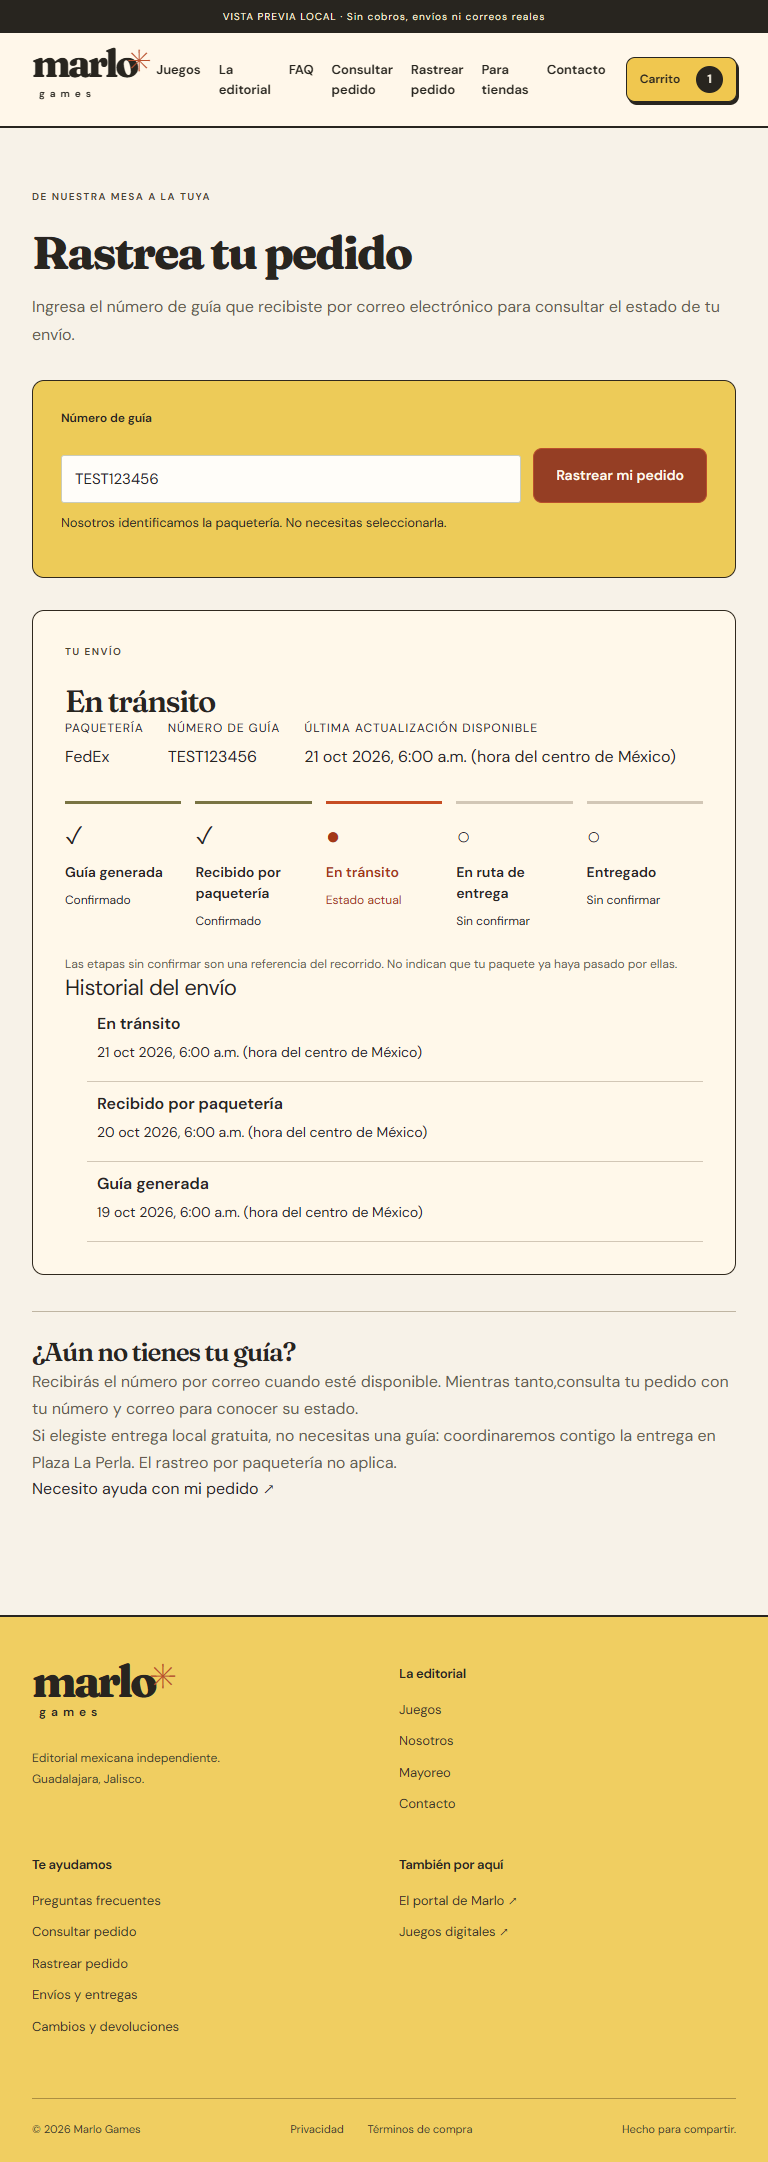 VISTA PREVIA LOCAL · Sin cobros, envíos ni correos reales
marlo
games
Juegos
La editorial
FAQ
Consultar pedido
Rastrear pedido
Para tiendas
Contacto
Carrito 1
DE NUESTRA MESA A LA TUYA
Rastrea tu pedido
Ingresa el número de guía que recibiste por correo electrónico para consultar el estado de tu
envío.
Número de guía
TEST123456
Rastrear mi pedido
Nosotros identificamos la paquetería. No necesitas seleccionarla.
TU ENVÍO
En tránsito
PAQUETERÍA NÚMERO DE GUÍA ÚLTIMA ACTUALIZACIÓN DISPONIBLE
FedEx TEST123456 21 oct 2026, 6:00 a.m. (hora del centro de México)
✓ Guía generada
Confirmado
✓ Recibido por
paquetería
Confirmado
● En tránsito
Estado actual
○ En ruta de
entrega
Sin confirmar
○ Entregado
Sin confirmar
Las etapas sin confirmar son una referencia del recorrido. No indican que tu paquete ya haya pasado por ellas.
Historial del envío
En tránsito
21 oct 2026, 6:00 a.m. (hora del centro de México)
Recibido por paquetería
20 oct 2026, 6:00 a.m. (hora del centro de México)
Guía generada
19 oct 2026, 6:00 a.m. (hora del centro de México)
¿Aún no tienes tu guía?
Recibirás el número por correo cuando esté disponible. Mientras tanto,consulta tu pedido con
tu número y correo para conocer su estado.
Si elegiste entrega local gratuita, no necesitas una guía: coordinaremos contigo la entrega en
Plaza La Perla. El rastreo por paquetería no aplica.
Necesito ayuda con mi pedido ↗
marlo
games
Editorial mexicana independiente.
Guadalajara, Jalisco.
La editorial
Juegos
Nosotros
Mayoreo
Contacto
Te ayudamos
Preguntas frecuentes
Consultar pedido
Rastrear pedido
Envíos y entregas
Cambios y devoluciones
También por aquí
El portal de Marlo ↗
Juegos digitales ↗
© 2026 Marlo Games
Privacidad
Términos de compra
Hecho para compartir.